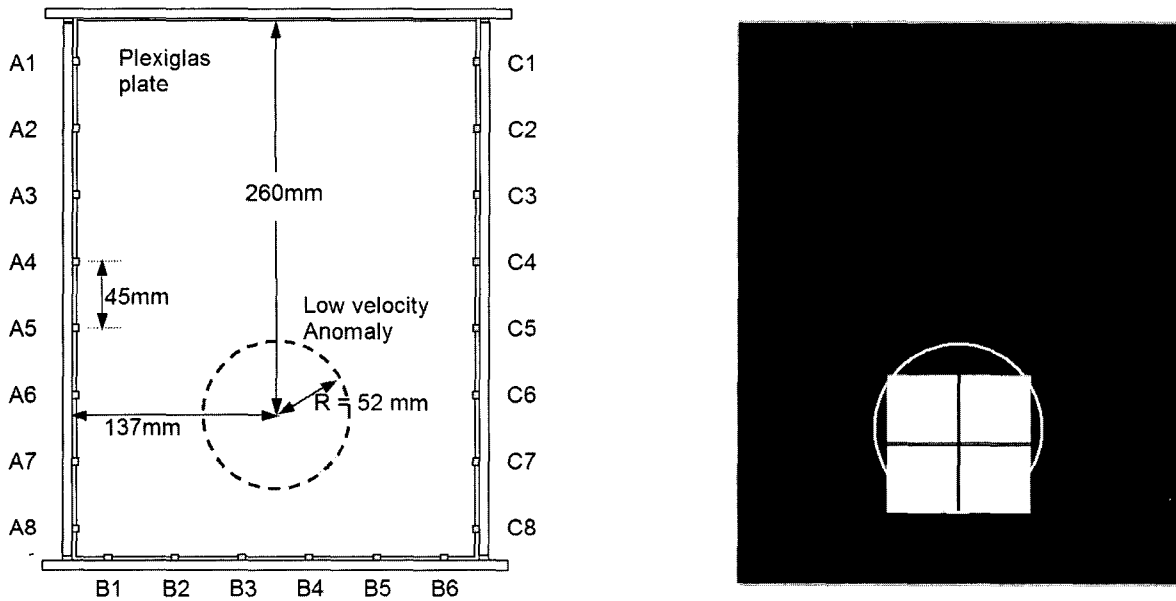 A1
A2
A3
A4
A5
A6
A7
A8
Plexiglas
plate
260mm
45mm
Low velocity
Anomaly
R = 52 mm
137mm
C1
C2
C3
C4
C5
C6
C7
C8
B1 B2 B3 B4 B5 B6